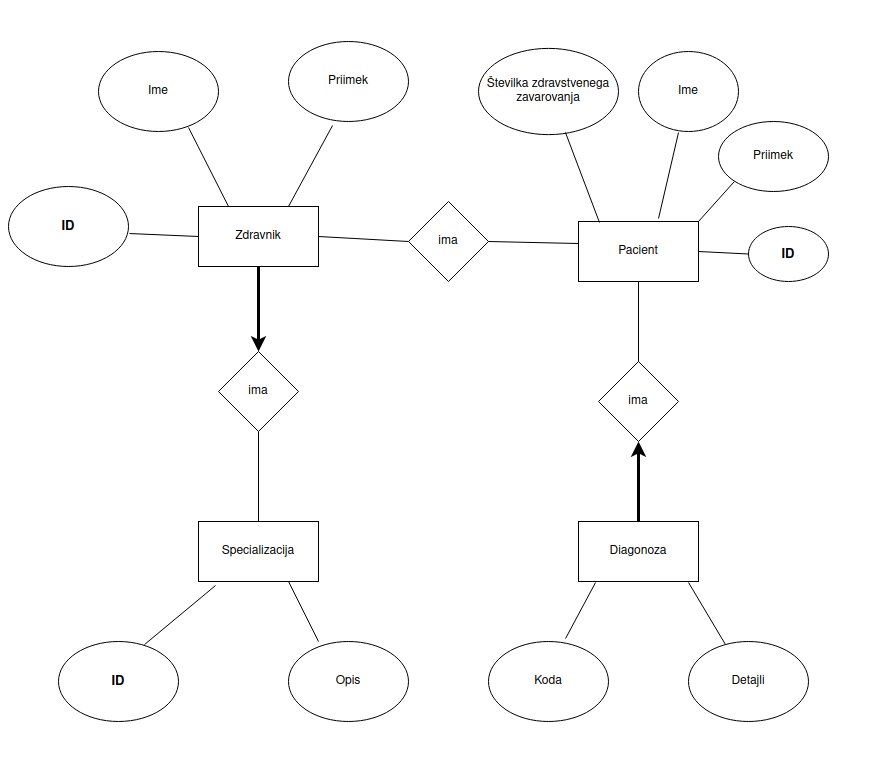 Ime
Priimek
Številka zdravstvenega
zavarovanja
Ime
Priimek
ID
Zdravnik
ima
Pacient
ID
ima
ima
Specializacija
Diagonoza
ID
Opis
Koda
Detajli